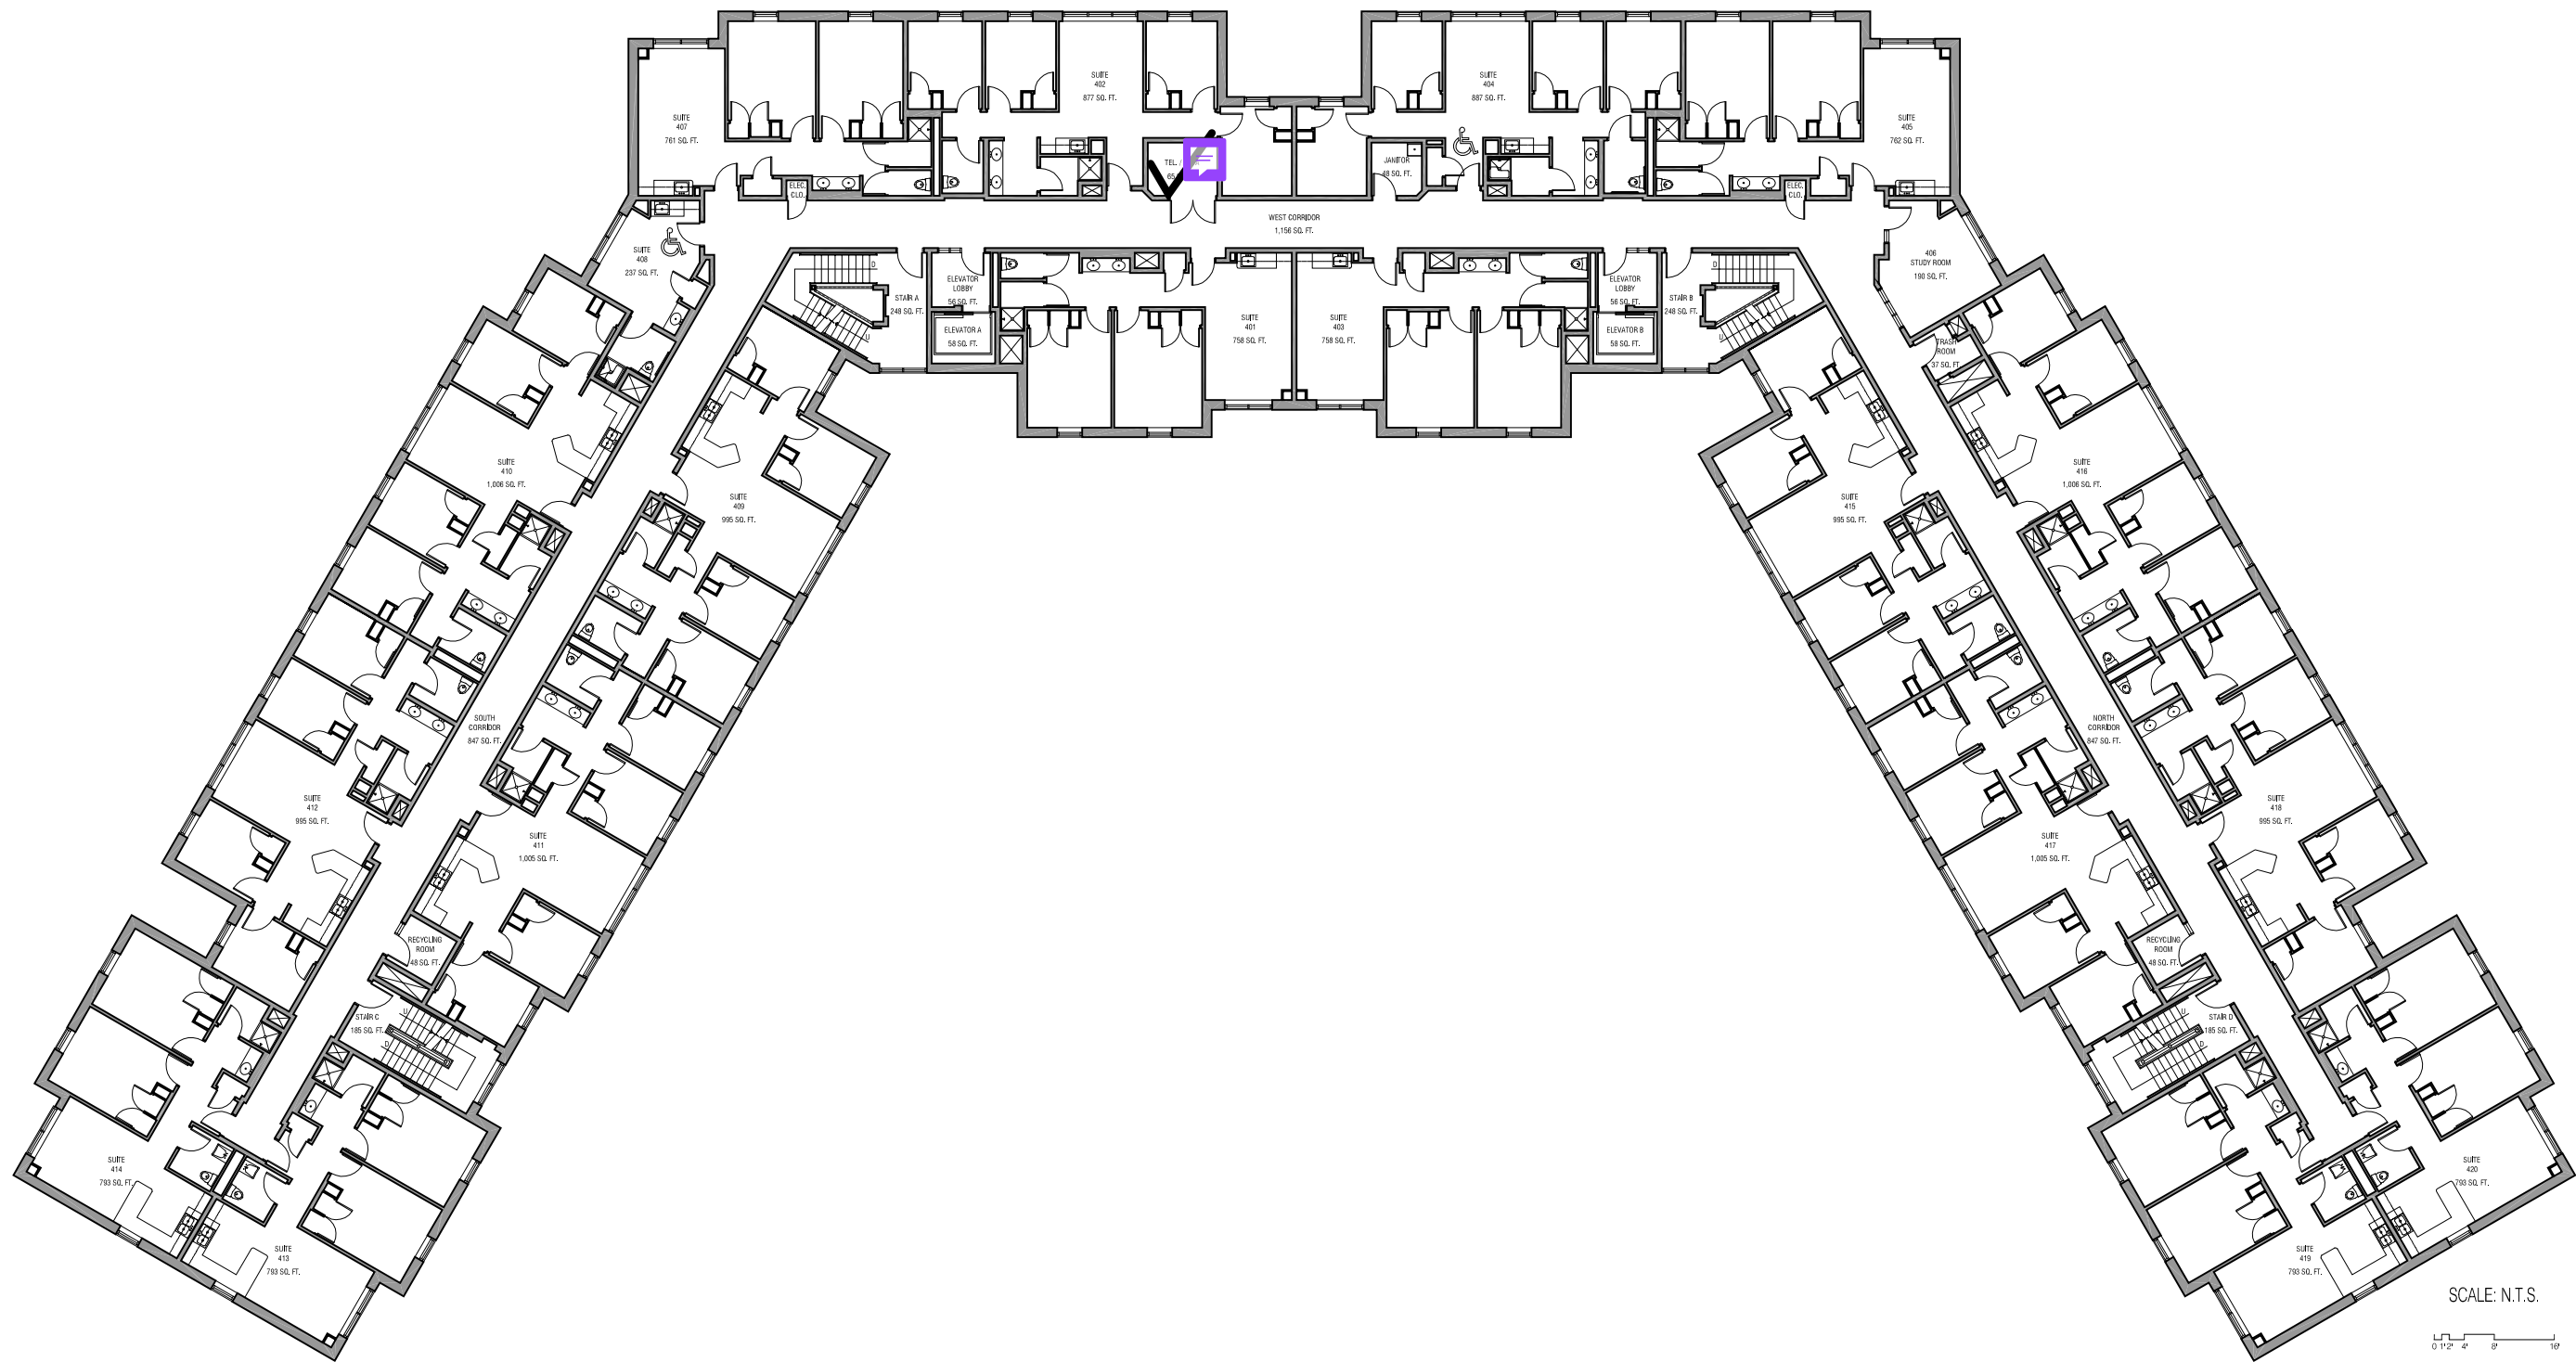 SUITE
402
877 SQ. FT.
SUITE
404
887 SQ. FT.
SUITE
407
761 SQ. FT.
SUITE
405
762 SQ. FT.
TEL. /
65
JANITOR
48 SQ. FT.
ELEC.
CLO.
ELEC.
CLO.
WEST CORRIDOR
1,156 SQ. FT.
SUITE
408
237 SQ. FT.
406
STUDY ROOM
190 SQ. FT.
D
STAIR A
248 SQ. FT.
U
ELEVATOR
LOBBY
56 SQ. FT.
ELEVATOR A
58 SQ. FT.
SUITE
401
758 SQ. FT.
SUITE
403
758 SQ. FT.
ELEVATOR
LOBBY
56 SQ. FT.
ELEVATOR B
58 SQ. FT.
STAIR B
248 SQ. FT.
D
U
TRASH
ROOM
37 SQ. FT.
SUITE
410
1,006 SQ. FT.
SUITE
409
995 SQ. FT.
SUITE
415
995 SQ. FT.
SUITE
416
1,006 SQ. FT.
SOUTH
CORRIDOR
847 SQ. FT.
NORTH
CORRIDOR
847 SQ. FT.
SUITE
412
995 SQ. FT.
SUITE
411
1,005 SQ. FT.
SUITE
417
1,005 SQ. FT.
SUITE
418
995 SQ. FT.
RECYCLING
ROOM
48 SQ. FT.
RECYCLING
ROOM
48 SQ. FT.
STAIR C
185 SQ. FT.
U
D
STAIR D
185 SQ. FT.
U
D
SUITE
414
793 SQ. FT.
SUITE
413
793 SQ. FT.
SUITE
419
793 SQ. FT.
SUITE
420
793 SQ. FT.
SCALE: N.T.S.
0 1' 2' 4' 8' 16'